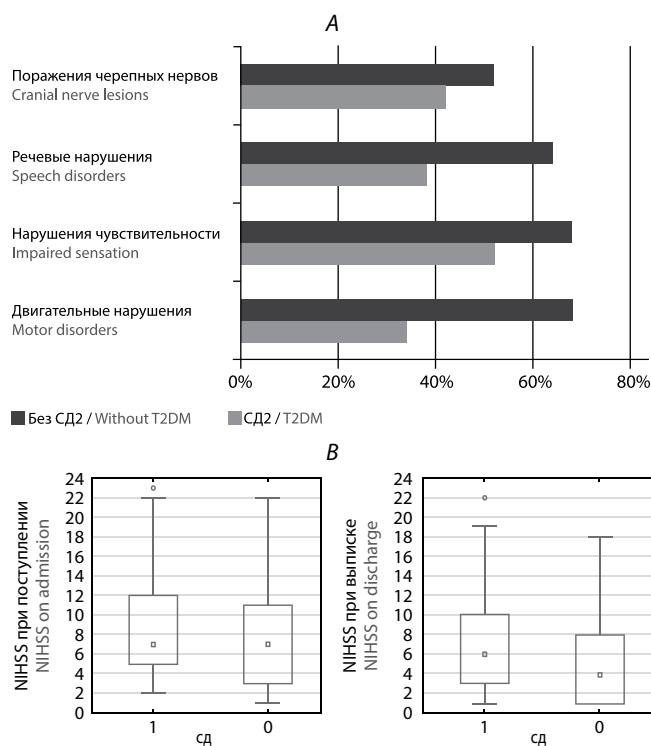 A
Поражения черепных нервов
Cranial nerve lesions
Речевые нарушения
Speech disorders
Нарушения чувствительности
Impaired sensation
Двигательные нарушения
Motor disorders
0% 20% 40% 60% 80%
Без СД2 / Without T2DM СД2 / T2DM
B
NIHSS при поступлении
NIHSS on admission
24
22
20
18
16
14
12
10
8
6
4
2
0
1 0
сд
NIHSS при выписке
NIHSS on discharge
24
22
20
18
16
14
12
10
8
6
4
2
0
1 0
сд